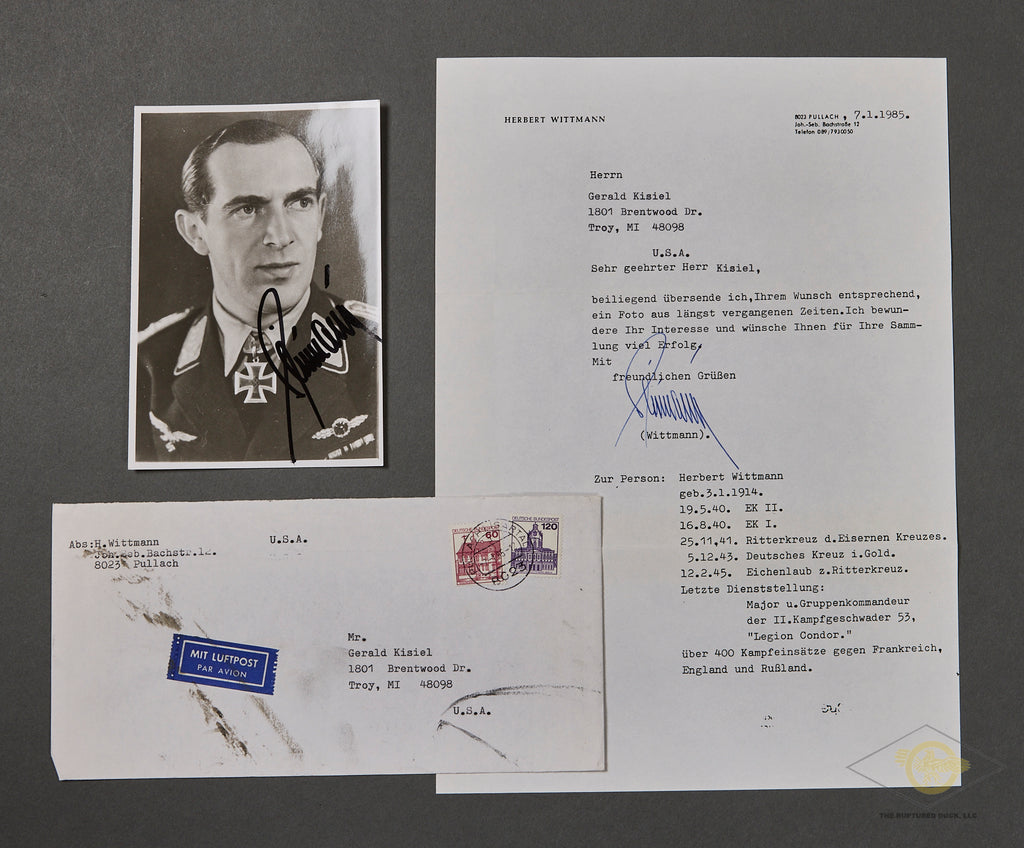 HERBERT WITTMANN
8023 PULLACH, 7.1.1985.
Joh.-Seb. Bachstraße 12
Telefon 089/7930050
Herrn
Gerald Kisiel
1801 Brentwood Dr.
Troy, MI 48098
U.S.A.
Sehr geehrter Herr Kisiel,
beiliegend übersende ich,Ihrem Wunsch entsprechend,
ein Foto aus längst vergangenen Zeiten.Ich bewun-
dere Ihr Interesse und wünsche Ihnen für Ihre Samm-
lung viel Erfolg.
Mit
freundlichen Grüßen
(Wittmann).
Zur Person: Herbert Wittmann
geb.3.1.1914.
19.5.40. EK II.
16.8.40. EK I.
25.11,41. Ritterkreuz d.Eisernen Kreuzes.
5.12.43. Deutsches Kreuz i.Gold.
12.2.45. Eichenlaub z.Ritterkreuz.
Letzte Dienststellung:
Major u.Gruppenkommandeur
der II.Kampfgeschwader 53,
"Legion Condor."
über 400 Kampfeinsätze gegen Frankreich,
England und Rußland.
Abs:H.Wittmann
Joh.Seb.Bachstr.12.
8023 Pullach
U.S.A.
DEUTSCHE BUNDESPOST
60
DEUTSCHE BUNDESPOST
120
8023
MIT LUFTPOST
PAR AVION
Mr.
Gerald Kisiel
1801 Brentwood Dr.
Troy, MI 48098
U.S.A.
THE RUPTURED DUCK, LLC